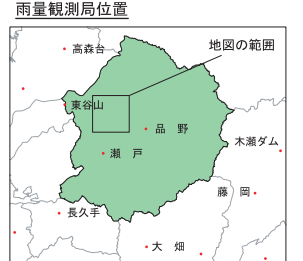 雨量観測局位置
地図の範囲
高森台
東谷山
品野
木瀬ダム
瀬戸
藤岡
長久手
大畑